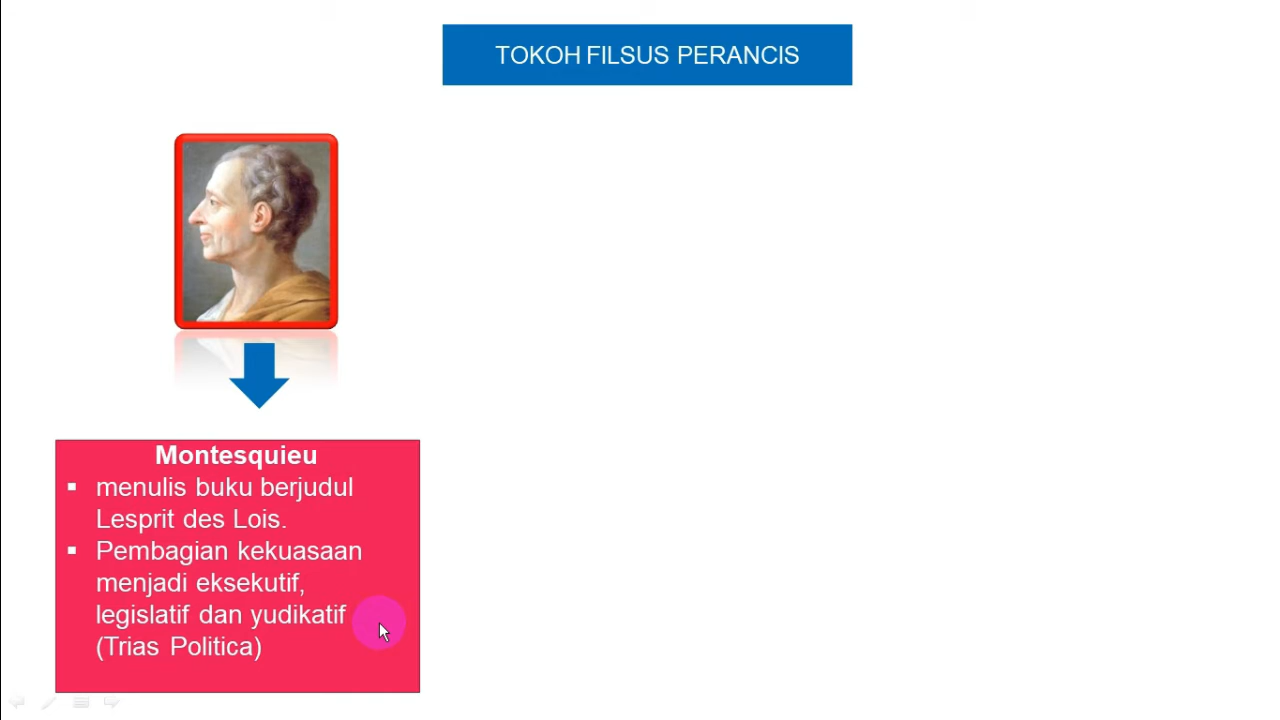 TOKOH FILSUS PERANCIS
Montesquieu
▪ menulis buku berjudul
Lesprit des Lois.
▪ Pembagian kekuasaan
menjadi eksekutif,
legislatif dan yudikatif
(Trias Politica)